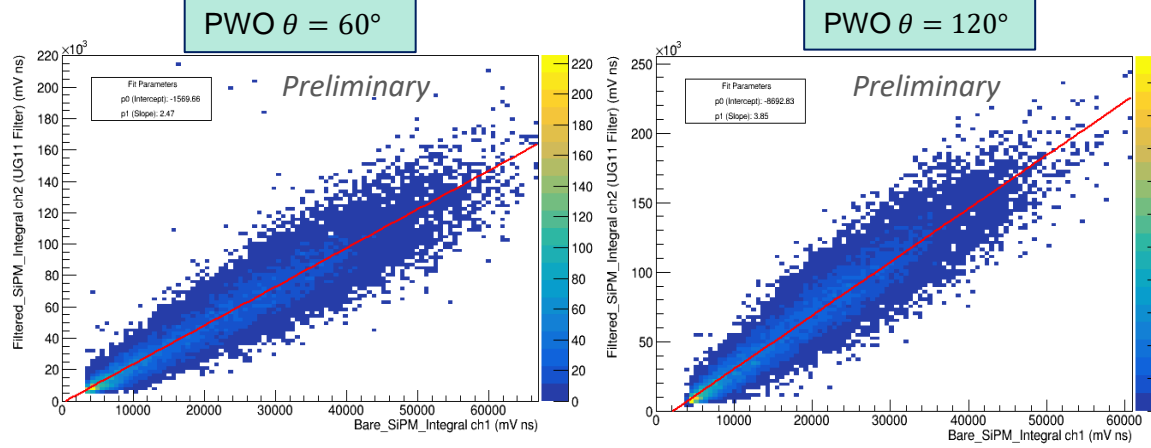 PWO θ = 60°
×10³
220
200
180
160
140
120
100
80
60
40
20
0
Filtered_SiPM_Integral ch2 (UG11 Filter) (mV ns)
Fit Parameters
p0 (Intercept): -1569.66
p1 (Slope): 2.47
Preliminary
220
200
180
160
140
120
100
80
60
40
20
0
0 10000 20000 30000 40000 50000 60000
Bare_SiPM_Integral ch1 (mV ns)
PWO θ = 120°
×10³
250
200
150
100
50
0
Filtered_SiPM_Integral ch2 (UG11 Filter) (mV ns)
Fit Parameters
p0 (Intercept): -8692.83
p1 (Slope): 3.85
Preliminary
0 10000 20000 30000 40000 50000 60000
Bare_SiPM_Integral ch1 (mV ns)